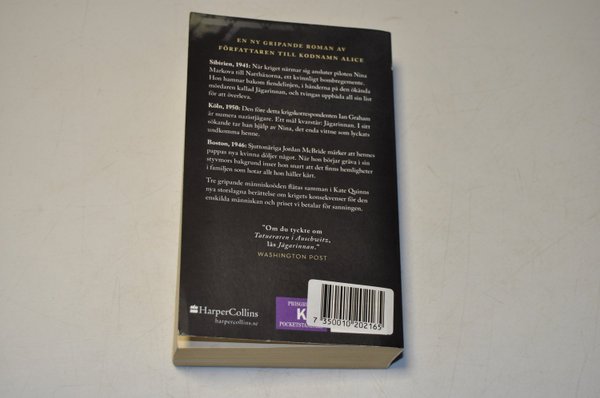 EN NY GRIPANDE ROMAN AV
FÖRFATTAREN TILL KODNAMN ALICE
Sibirien, 1941: När kriget närmar sig ansluter piloten Nina
Markova till Natthäxorna, ett kvinnligt bombregemente.
Hon hamnar bakom fiendelinjen, i händerna på den ökända
mördaren kallad Jägarinnan, och tvingas uppbåda all sin list
för att överleva.
Köln, 1950: Den före detta krigskorrespondenten Ian Graham
är numera nazistjägare. Ett mål kvarstår: Jägarinnan. I sitt
sökande tar han hjälp av Nina, det enda vittne som lyckats
undkomma henne.
Boston, 1946: Sjuttonåriga Jordan McBride märker att hennes
pappas nya kvinna döljer något. När hon börjar gräva i sin
styvmors bakgrund inser hon snart att det finns hemligheter
i familjen som hotar allt hon håller kärt.
Tre gripande människoöden flätas samman i Kate Quinns
nya storslagna berättelse om krigets konsekvenser för den
enskilda människan och priset vi betalar för sanningen.
"Om du tyckte om
Tatueraren i Auschwitz,
läs Jägarinnan."
WASHINGTON POST
HarperCollins
harpercollins.se
K
7 350010 202165